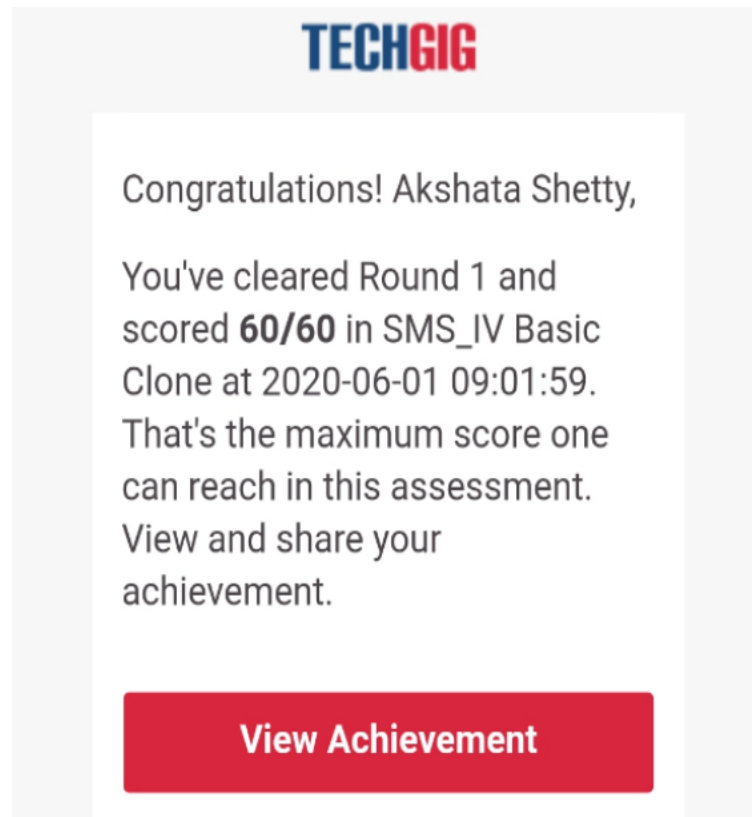 TECHGIG
Congratulations! Akshata Shetty,
You've cleared Round 1 and
scored 60/60 in SMS_IV Basic
Clone at 2020-06-01 09:01:59.
That's the maximum score one
can reach in this assessment.
View and share your
achievement.
View Achievement